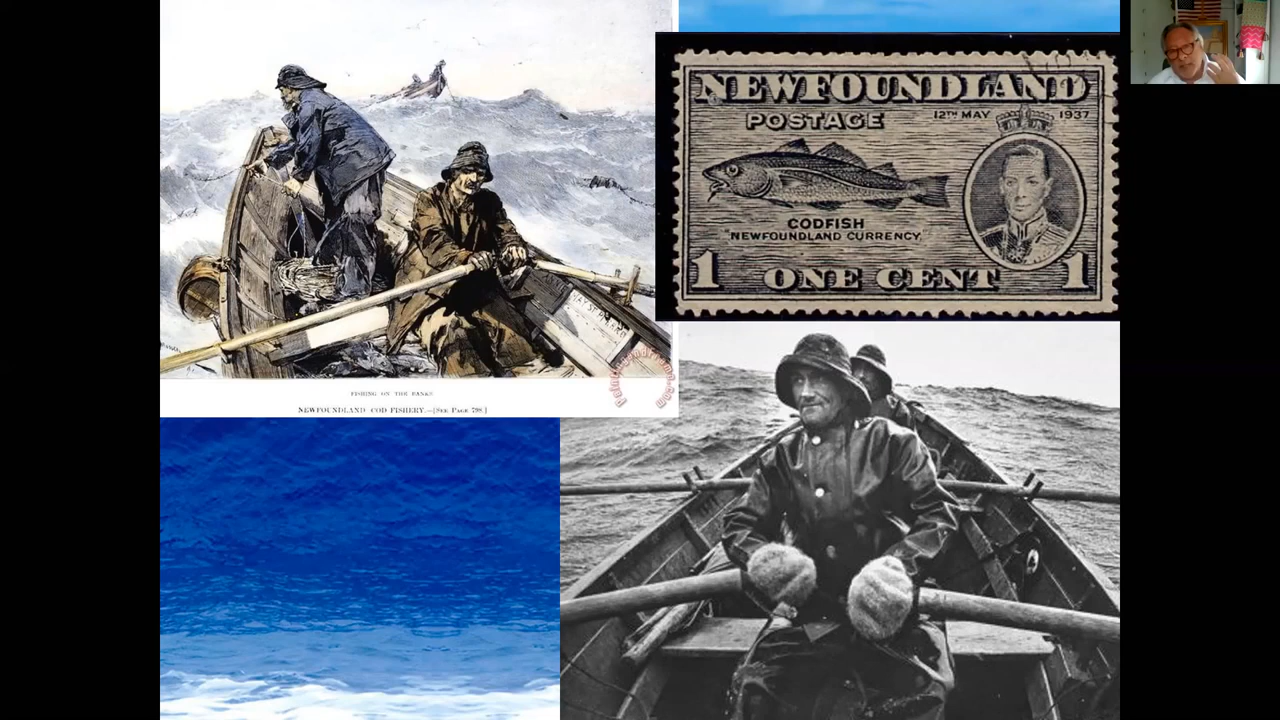 NEWFOUNDLAND
POSTAGE
12TH MAY 1937
CODFISH
"NEWFOUNDLAND CURRENCY"
1 ONE CENT 1
FISHING ON THE BANKS
NEWFOUNDLAND COD FISHERY.—[SEE PAGE 798.]